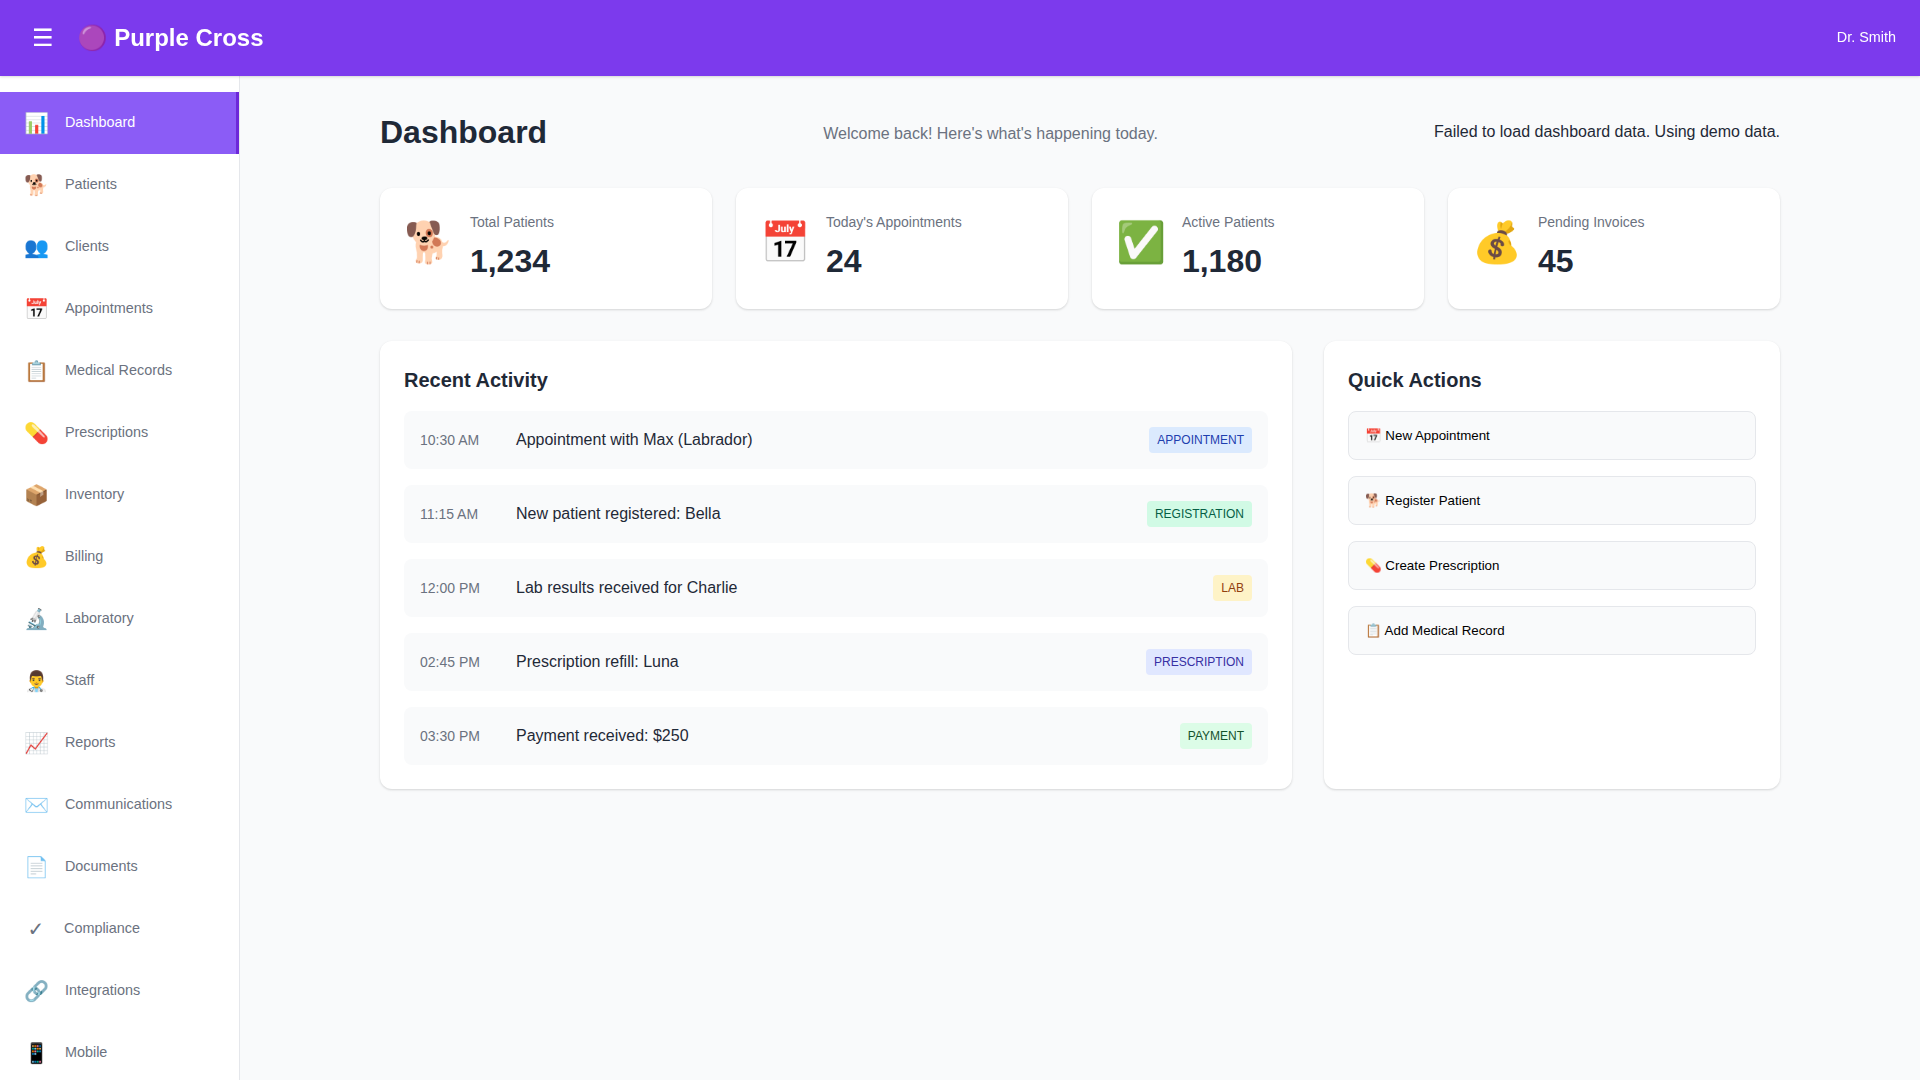 ☰ 🟣 Purple Cross
Dr. Smith
Dashboard
Patients
Clients
Appointments
Medical Records
Prescriptions
Inventory
Billing
Laboratory
Staff
Reports
Communications
Documents
✓ Compliance
Integrations
Mobile
Dashboard
Welcome back! Here's what's happening today.
Failed to load dashboard data. Using demo data.
Total Patients
1,234
Today's Appointments
24
Active Patients
1,180
Pending Invoices
45
Recent Activity
10:30 AM Appointment with Max (Labrador) APPOINTMENT
11:15 AM New patient registered: Bella REGISTRATION
12:00 PM Lab results received for Charlie LAB
02:45 PM Prescription refill: Luna PRESCRIPTION
03:30 PM Payment received: $250 PAYMENT
Quick Actions
📅 New Appointment
🐕 Register Patient
💊 Create Prescription
📋 Add Medical Record